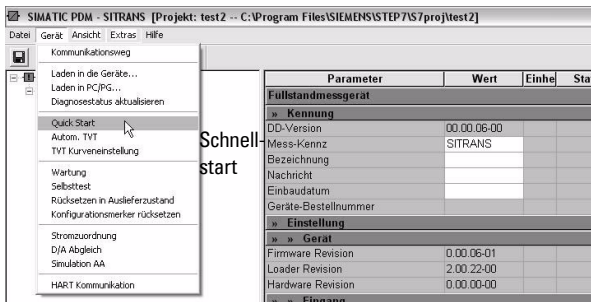 SIMATIC PDM - SITRANS [Projekt: test2 -- C:\Program Files\SIEMENS\STEP7\S7proj\test2]
Datei Gerät Ansicht Extras Hilfe
Kommunikationsweg
Laden in die Geräte...
Laden in PC/PG...
Diagnosestatus aktualisieren
Quick Start
Autom. TVT
TVT Kurveneinstellung
Wartung
Selbsttest
Rücksetzen in Auslieferzustand
Konfigurationsmerker rücksetzen
Stromzuordnung
D/A Abgleich
Simulation AA
HART Kommunikation
Schnell-
start
Parameter Wert Einhe Sta
Füllstandmessgerät
» Kennung
DD-Version 00.00.06-00
Mess-Kennz SITRANS
Bezeichnung
Nachricht
Einbaudatum
Geräte-Bestellnummer
» Einstellung
» » Gerät
Firmware Revision 0.00.06-01
Loader Revision 2.00.22-00
Hardware Revision 0.00.00-00
» » Eingang